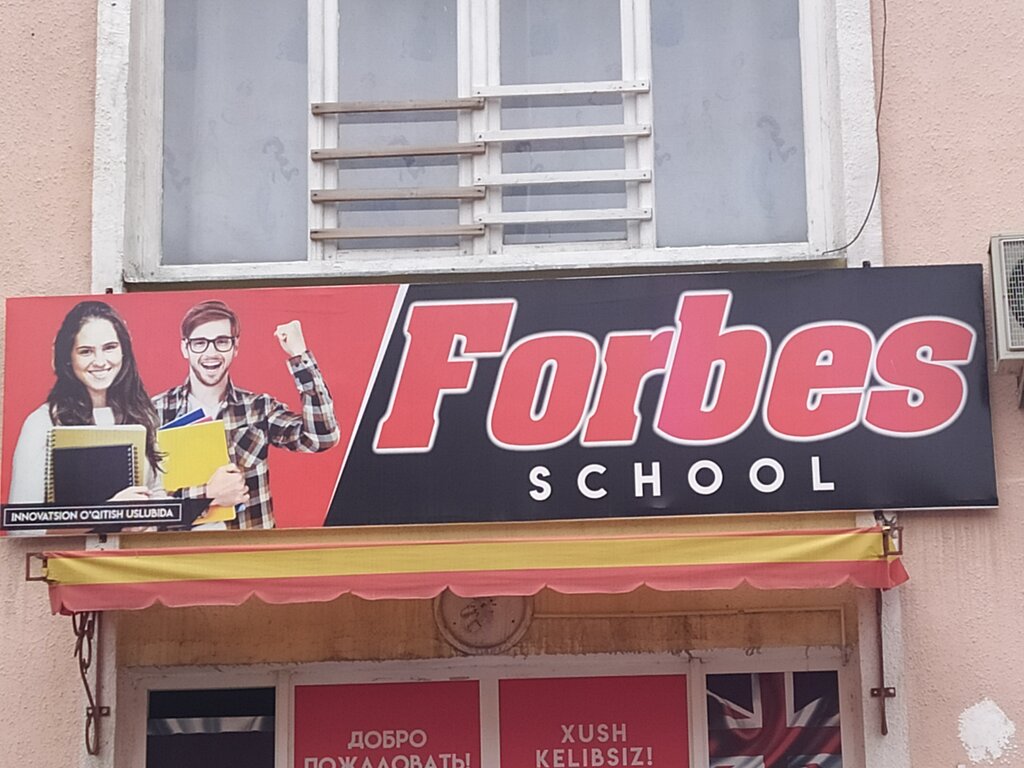 Forbes
SCHOOL
INNOVATSION O'QITISH USLUBIDA
ДОБРО
ПОЖАЛОВАТЬ!
XUSH
KELIBSIZ!